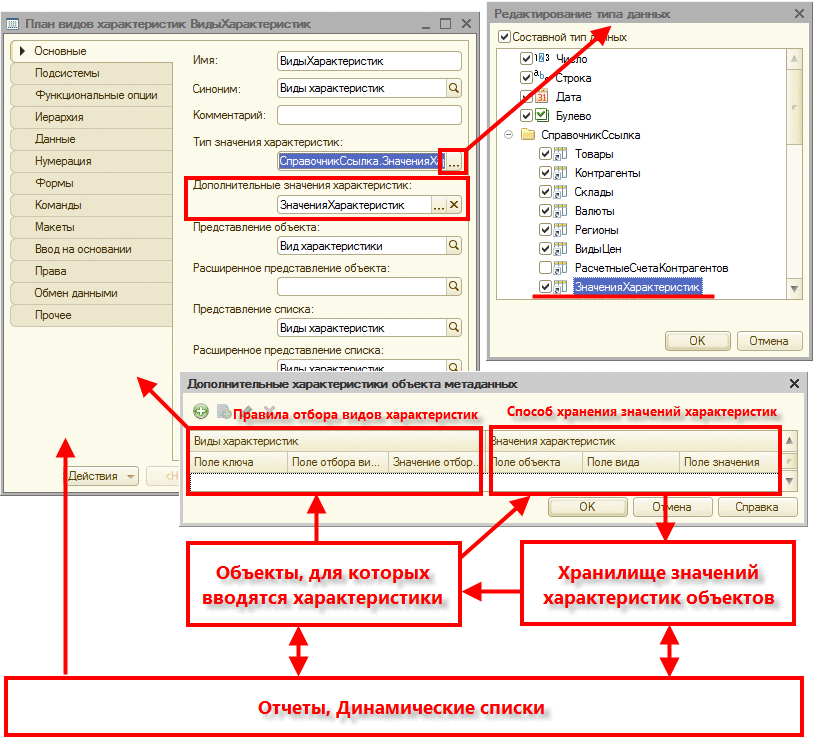 План видов характеристик ВидыХарактеристик
Основные
Подсистемы
Функциональные опции
Иерархия
Данные
Нумерация
Формы
Команды
Макеты
Ввод на основании
Права
Обмен данными
Прочее
Имя:
ВидыХарактеристик
Синоним:
Виды характеристик
Комментарий:
Тип значения характеристик:
СправочникСсылка.ЗначенияХа
...
Дополнительные значения характеристик:
ЗначенияХарактеристик
...
Представление объекта:
Вид характеристики
Расширенное представление объекта:
Представление списка:
Виды характеристик
Расширенное представление списка:
Виды характеристик
Действия
<Н
Редактирование типа данных
Составной тип данных
Число
Строка
Дата
Булево
СправочникСсылка
Товары
Контрагенты
Склады
Валюты
Регионы
ВидыЦен
РасчетныеСчетаКонтрагентов
ЗначенияХарактеристик
OK
Отмена
Дополнительные характеристики объекта метаданных
Правила отбора видов характеристик
Способ хранения значений характеристик
Виды характеристик
Значения характеристик
Поле ключа
Поле отбора ви...
Значение отбор...
Поле объекта
Поле вида
Поле значения
OK
Отмена
Справка
Объекты, для которых
вводятся характеристики
Хранилище значений
характеристик объектов
Отчеты, Динамические списки